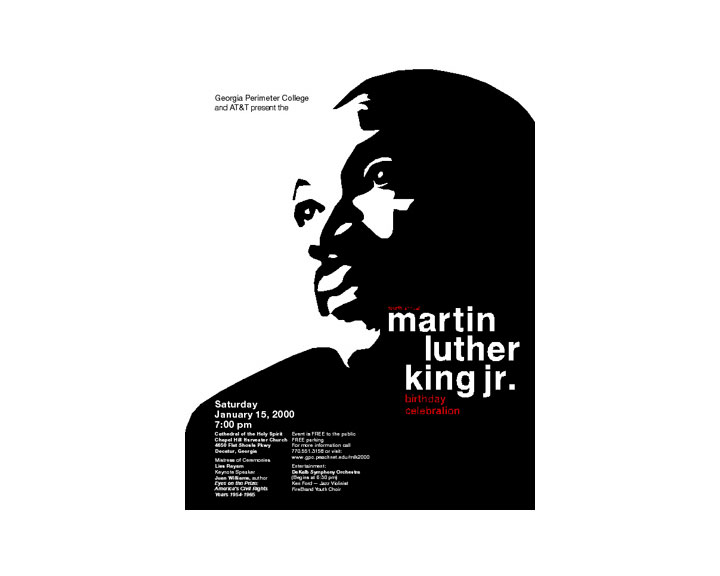 Georgia Perimeter College
and AT&T present the
martin
luther
king jr.
birthday
celebration
Saturday
January 15, 2000
7:00 pm
Cathedral of the Holy Spirit
Chapel Hill Harvester Church
4650 Flat Shoals Pkwy
Decatur, Georgia
Mistress of Ceremonies
Lisa Rayam
Keynote Speaker
Juan Williams, author
Eyes on the Prize:
America's Civil Rights
Years 1954-1965
Event is FREE to the public
FREE parking
For more information call
770.551.3158 or visit:
www.gpc.peachnet.edu/mlk2000
Entertainment:
DeKalb Symphony Orchestra
(Begins at 6:30 pm)
Ken Ford — Jazz Violinist
FireBrand Youth Choir